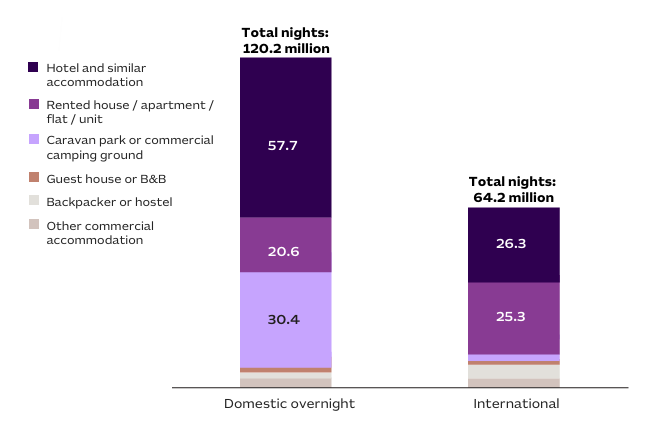 Total nights:
120.2 million
Hotel and similar
accommodation
Rented house / apartment /
flat / unit
Caravan park or commercial
camping ground
Guest house or B&B
Backpacker or hostel
Other commercial
accommodation
57.7
20.6
30.4
Total nights:
64.2 million
26.3
25.3
Domestic overnight
International